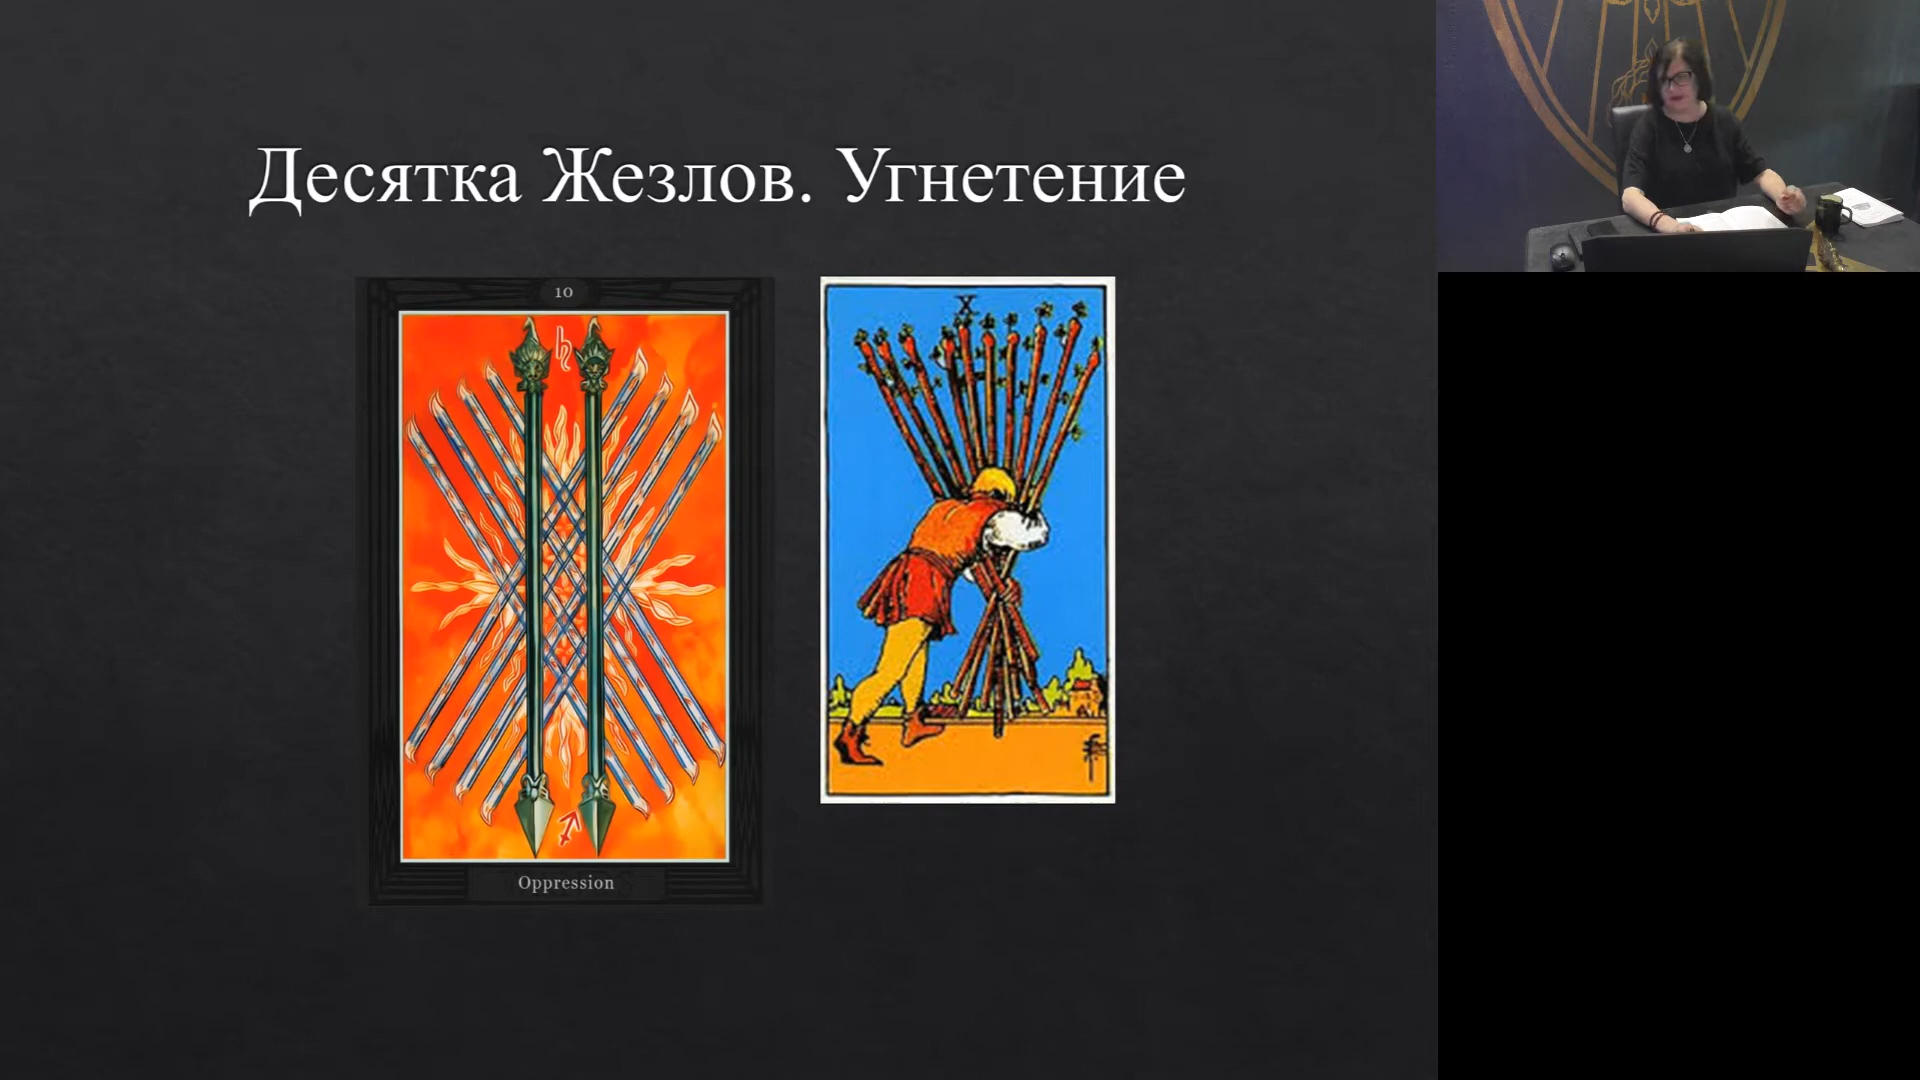 Десятка Жезлов. Угнетение
10
X
♄
♐
Oppression